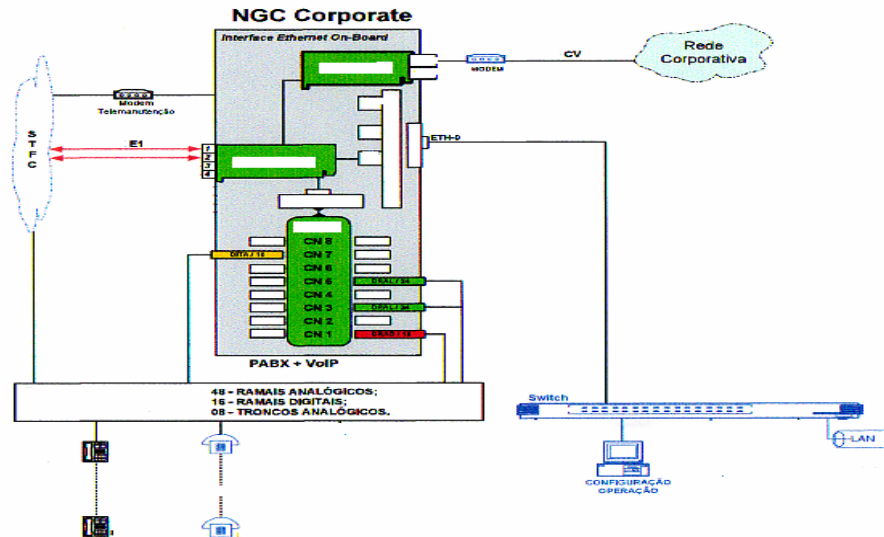 NGC Corporate
Interface Ethernet On-Board
Rede
Corporativa
CV
MODEM
Modem
Telemanutenção
STFC
E1
1
2
3
4
ETH-0
CN 8
CN 7
CN 6
CN 5
CN 4
CN 3
CN 2
CN 1
PABX + VoIP
48 - RAMAIS ANALÓGICOS;
16 - RAMAIS DIGITAIS;
08 - TRONCOS ANALÓGICOS.
Switch
LAN
CONFIGURAÇÃO
OPERAÇÃO